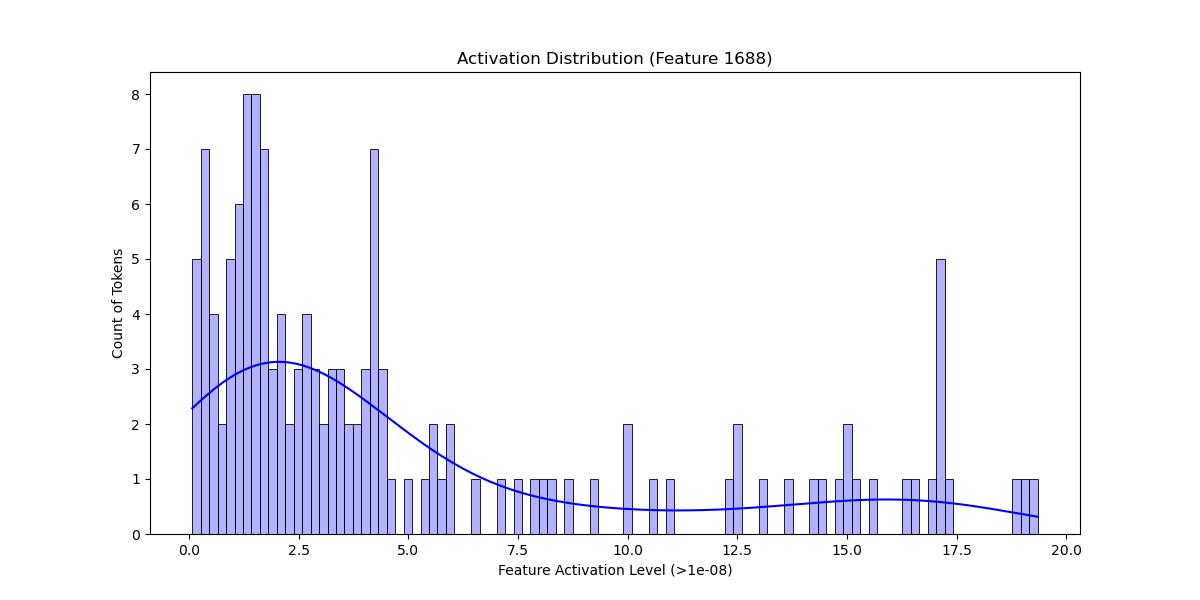 Activation Distribution (Feature 1688)
Count of Tokens
8
7
6
5
4
3
2
1
0
0.0 2.5 5.0 7.5 10.0 12.5 15.0 17.5 20.0
Feature Activation Level (>1e-08)